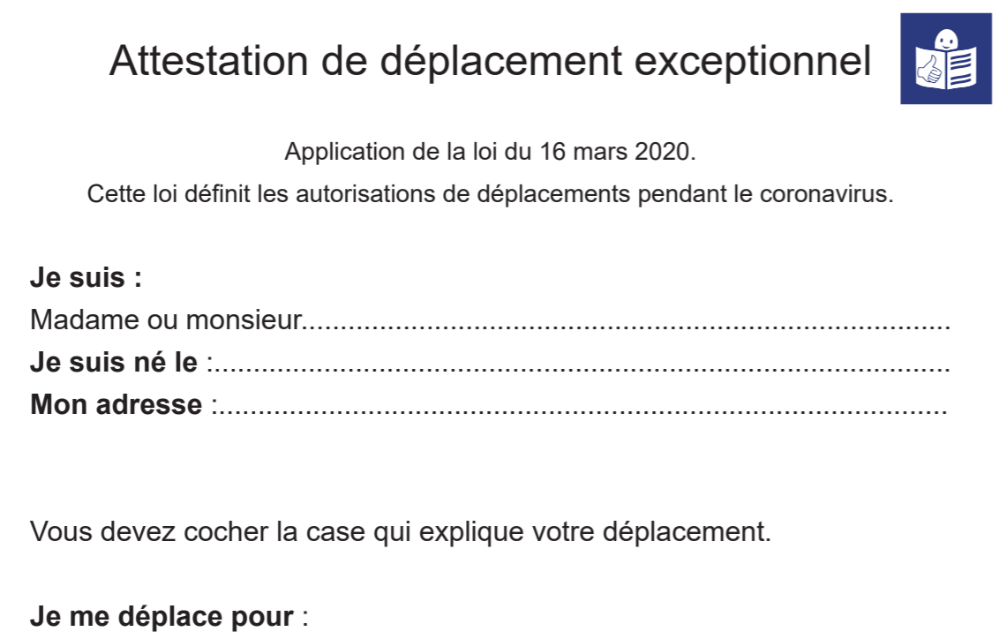 Attestation de déplacement exceptionnel
Application de la loi du 16 mars 2020.
Cette loi définit les autorisations de déplacements pendant le coronavirus.
Je suis :
Madame ou monsieur...................................................................................
Je suis né le :..............................................................................................
Mon adresse :.............................................................................................
Vous devez cocher la case qui explique votre déplacement.
Je me déplace pour :